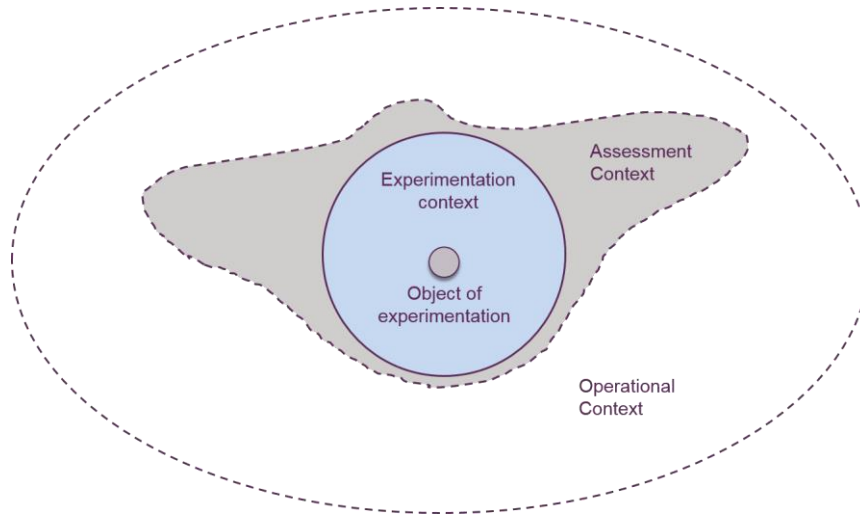 Assessment
Context
Experimentation
context
Object of
experimentation
Operational
Context